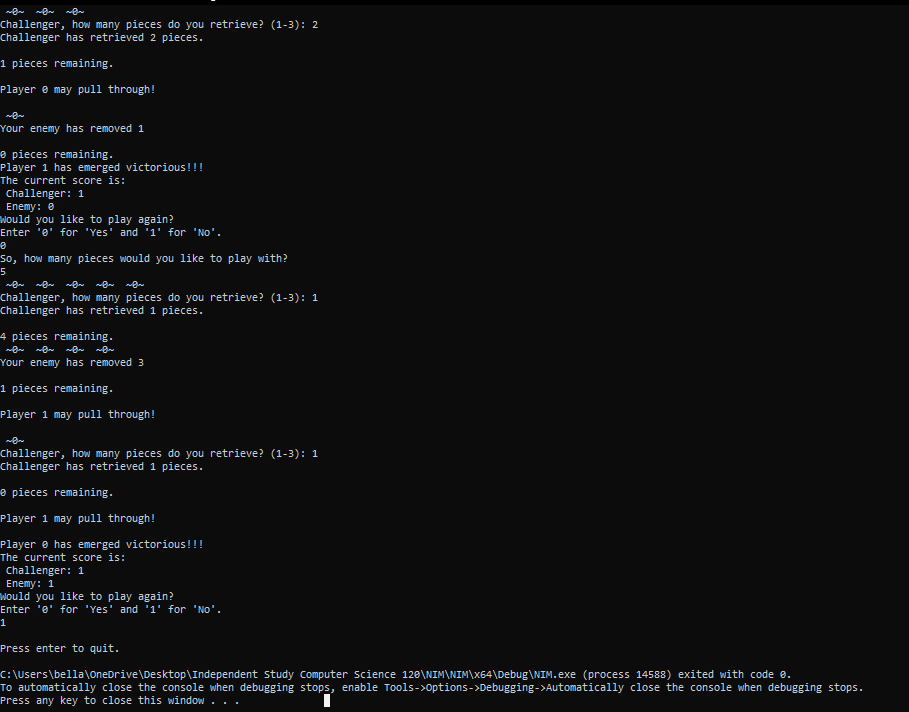 ~0~ ~0~ ~0~
Challenger, how many pieces do you retrieve? (1-3): 2
Challenger has retrieved 2 pieces.
1 pieces remaining.
Player 0 may pull through!
~0~
Your enemy has removed 1
0 pieces remaining.
Player 1 has emerged victorious!!!
The current score is:
Challenger: 1
Enemy: 0
Would you like to play again?
Enter '0' for 'Yes' and '1' for 'No'.
0
So, how many pieces would you like to play with?
5
~0~ ~0~ ~0~ ~0~ ~0~
Challenger, how many pieces do you retrieve? (1-3): 1
Challenger has retrieved 1 pieces.
4 pieces remaining.
~0~ ~0~ ~0~ ~0~
Your enemy has removed 3
1 pieces remaining.
Player 1 may pull through!
~0~
Challenger, how many pieces do you retrieve? (1-3): 1
Challenger has retrieved 1 pieces.
0 pieces remaining.
Player 1 may pull through!
Player 0 has emerged victorious!!!
The current score is:
Challenger: 1
Enemy: 1
Would you like to play again?
Enter '0' for 'Yes' and '1' for 'No'.
1
Press enter to quit.
C:\Users\bella\OneDrive\Desktop\Independent Study Computer Science 120\NIM\NIM\x64\Debug\NIM.exe (process 14588) exited with code 0.
To automatically close the console when debugging stops, enable Tools->Options->Debugging->Automatically close the console when debugging stops.
Press any key to close this window . . .